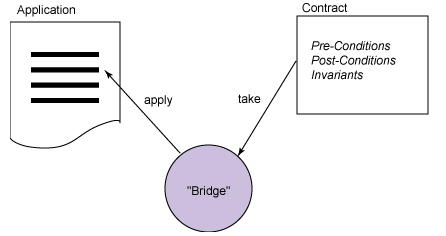 Application
Contract
Pre-Conditions
Post-Conditions
Invariants
apply
take
"Bridge"